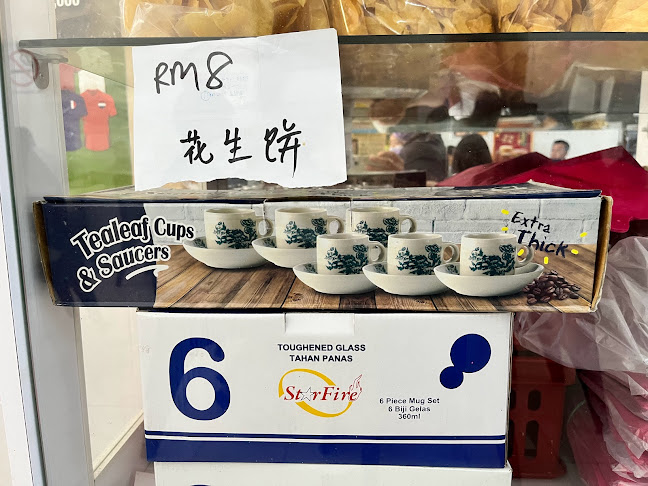 RM8
花生饼
Tealeaf Cups
& Saucers
Extra
Thick
6
TOUGHENED GLASS
TAHAN PANAS
StarFire
6 Piece Mug Set
6 Biji Gelas
360ml